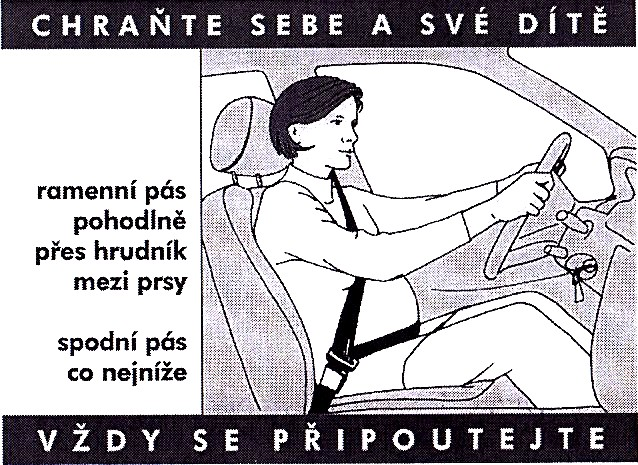 CHRAŇTE SEBE A SVÉ DÍTĚ
ramenní pás
pohodlně
přes hrudník
mezi prsy
spodní pás
co nejníže
VŽDY SE PŘIPOUTEJTE